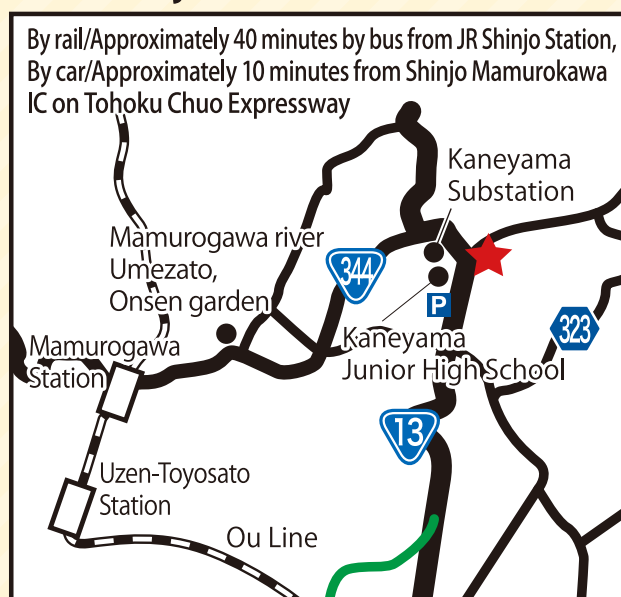 By rail/Approximately 40 minutes by bus from JR Shinjo Station,
By car/Approximately 10 minutes from Shinjo Mamurokawa
IC on Tohoku Chuo Expressway
Kaneyama
Substation
Mamurogawa river
Umezato,
Onsen garden
344
P
323
Kaneyama
Junior High School
Mamurogawa
Station
13
Uzen-Toyosato
Station
Ou Line